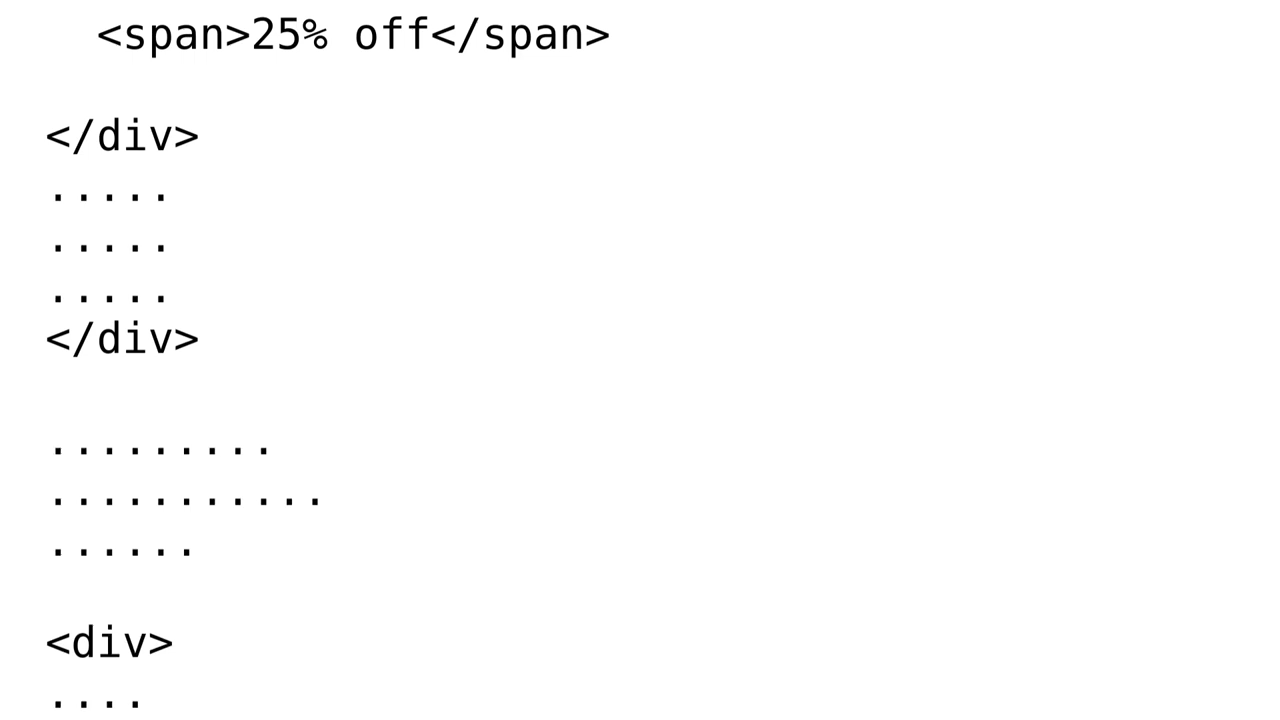 <span>25% off</span>
</div>
.....
.....
.....
</div>
.........
...........
......
<div>
....